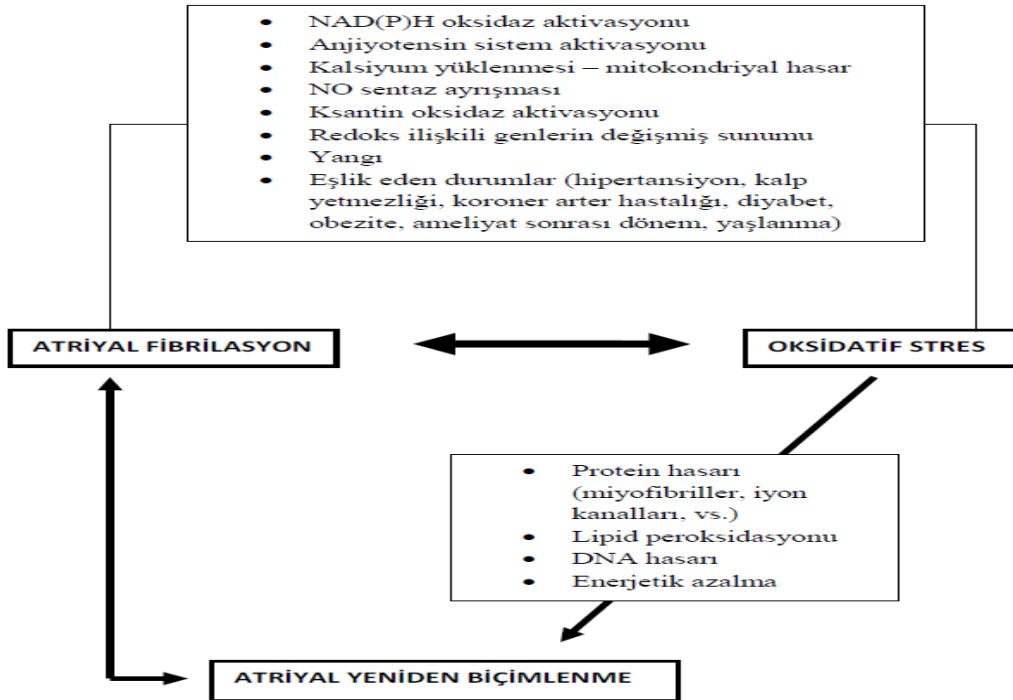 • NAD(P)H oksidaz aktivasyonu
• Anjiyotensin sistem aktivasyonu
• Kalsiyum yüklenmesi – mitokondriyal hasar
• NO sentaz ayrışması
• Ksantin oksidaz aktivasyonu
• Redoks ilişkili genlerin değişmiş sunumu
• Yangı
• Eşlik eden durumlar (hipertansiyon, kalp
yetmezliği, koroner arter hastalığı, diyabet,
obezite, ameliyat sonrası dönem, yaşlanma)
ATRİYAL FİBRİLASYON
OKSİDATİF STRES
• Protein hasarı
(miyofibriller, iyon
kanalları, vs.)
• Lipid peroksidasyonu
• DNA hasarı
• Enerjetik azalma
ATRİYAL YENİDEN BİÇİMLENME